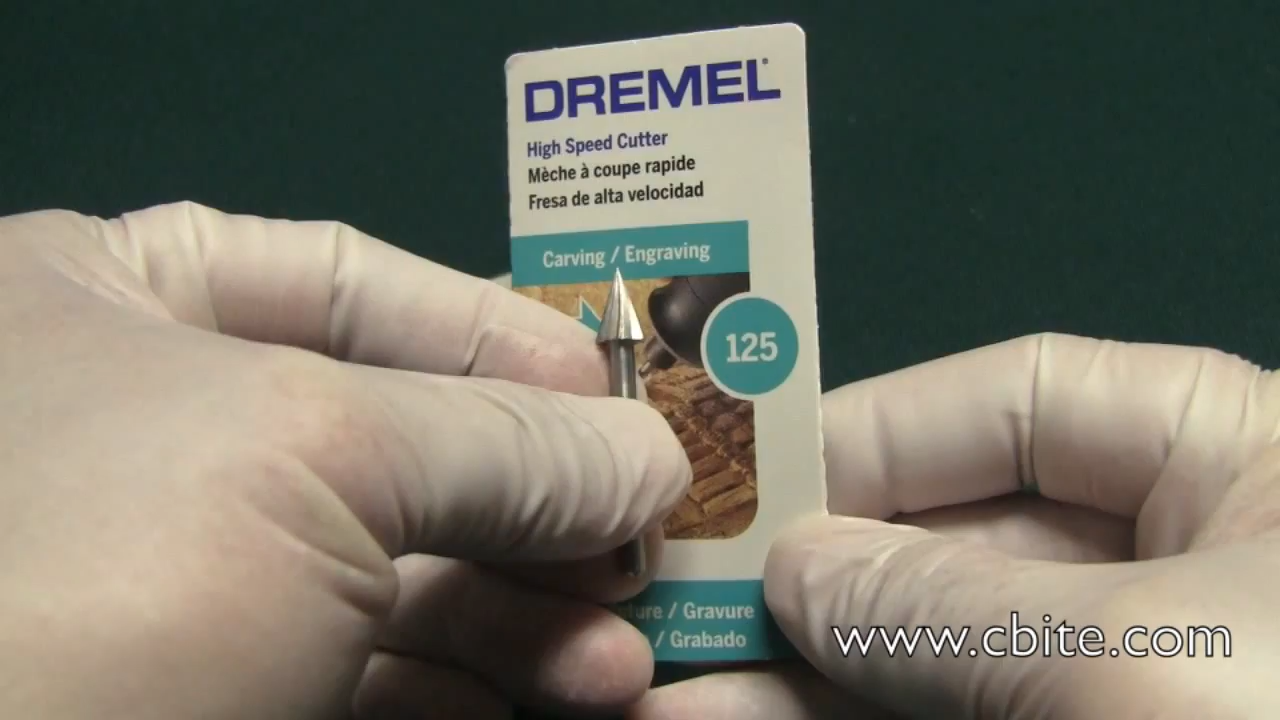 DREMEL®
High Speed Cutter
Mèche à coupe rapide
Fresa de alta velocidad
Carving / Engraving
125
/ Gravure
/ Grabado
www.cbite.com